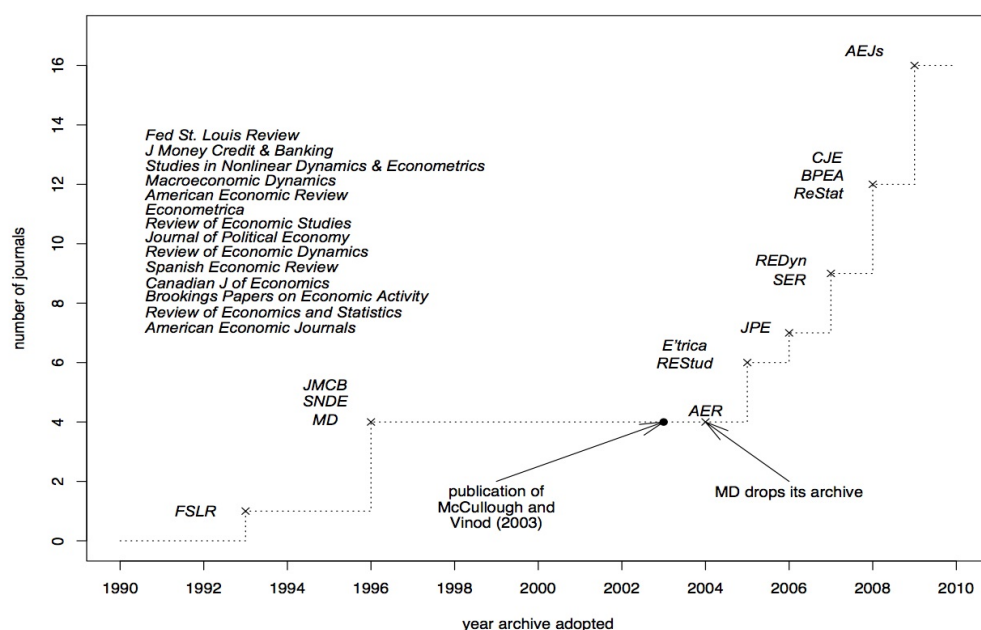 AEJs
16
14
12
10
8
6
4
2
0
number of journals
Fed St. Louis Review
J Money Credit & Banking
Studies in Nonlinear Dynamics & Econometrics
Macroeconomic Dynamics
American Economic Review
Econometrica
Review of Economic Studies
Journal of Political Economy
Review of Economic Dynamics
Spanish Economic Review
Canadian J of Economics
Brookings Papers on Economic Activity
Review of Economics and Statistics
American Economic Journals
CJE
BPEA
ReStat
REDyn
SER
JPE
E'trica
REStud
JMCB
SNDE
MD
AER
FSLR
publication of
McCullough and
Vinod (2003)
MD drops its archive
1990
1992
1994
1996
1998
2000
2002
2004
2006
2008
2010
year archive adopted